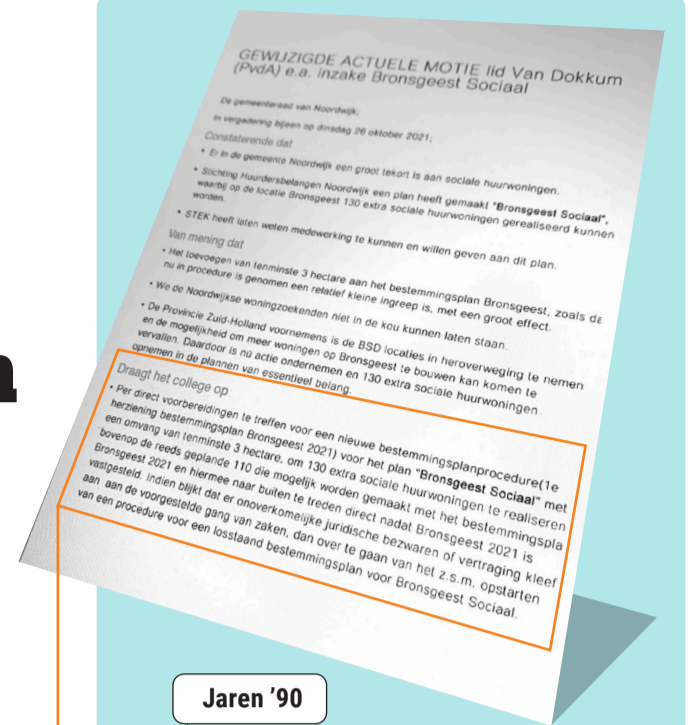 GEWIJZIGDE ACTUELE MOTIE lid Van Dokkum
(PvdA) e.a. inzake Bronsgeest Sociaal
De gemeenteraad van Noordwijk;
In vergadering bijeen op dinsdag 26 oktober 2021;
Constaterende dat
• Er in de gemeente Noordwijk een groot tekort is aan sociale huurwoningen.
• Stichting Huurdersbelangen Noordwijk een plan heeft gemaakt "Bronsgeest Sociaal",
waarbij op de locatie Bronsgeest 130 extra sociale huurwoningen gerealiseerd kunnen
worden.
• STEK heeft laten weten medewerking te kunnen en willen geven aan dit plan.
Van mening dat
• Het toevoegen van tenminste 3 hectare aan het bestemmingsplan Bronsgeest, zoals da
nu in procedure is genomen een relatief kleine ingreep is, met een groot effect.
• We de Noordwijkse woningzoekenden niet in de kou kunnen laten staan.
• De Provincie Zuid-Holland voornemens is de BSD locaties in heroverweging te nemen
en de mogelijkheid om meer woningen op Bronsgeest te bouwen kan komen te
vervallen. Daardoor is nú actie ondernemen en 130 extra sociale huurwoningen
opnemen in de plannen van essentieel belang.
Draagt het college op
• Per direct voorbereidingen te treffen voor een nieuwe bestemmingsplanprocedure(1e
herziening bestemmingsplan Bronsgeest 2021) voor het plan "Bronsgeest Sociaal" met
een omvang van tenminste 3 hectare, om 130 extra sociale huurwoningen te realiseren
bovenop de reeds geplande 110 die mogelijk worden gemaakt met het bestemmingspla
Bronsgeest 2021 en hiermee naar buiten te treden direct nadat Bronsgeest 2021 is
vastgesteld. Indien blijkt dat er onoverkomelijke juridische bezwaren of vertraging kleef
aan aan de voorgestelde gang van zaken, dan over te gaan van het z.s.m. opstarten
van een procedure voor een losstaand bestemmingsplan voor Bronsgeest Sociaal.
Jaren '90